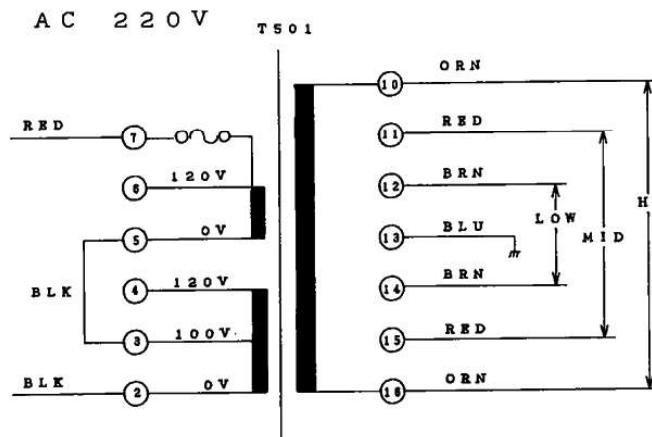 AC 220V
T501
RED
7
6
120V
5
0V
BLK
4
120V
3
100V
BLK
2
0V
10
ORN
11
RED
12
BRN
13
BLU
14
BRN
15
RED
16
ORN
LOW
MID
H